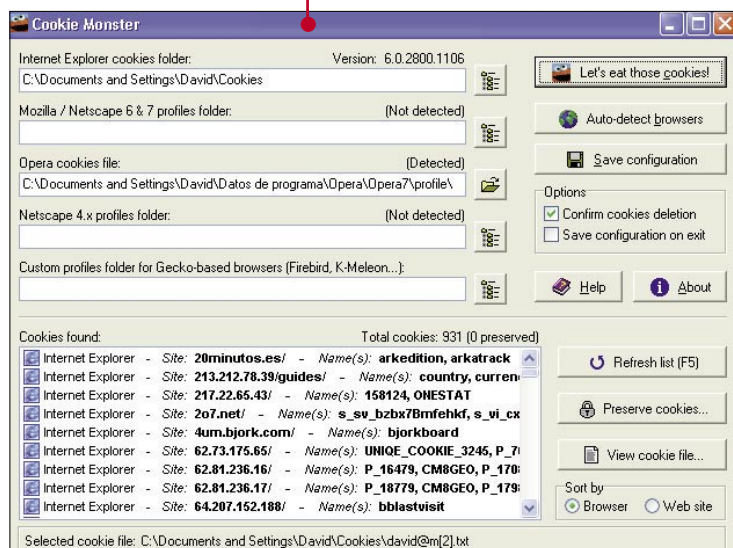 Cookie Monster
Internet Explorer cookies folder: Version: 6.0.2800.1106
C:\Documents and Settings\David\Cookies
Let's eat those cookies!
Mozilla / Netscape 6 & 7 profiles folder: (Not detected)
Auto-detect browsers
Opera cookies file: (Detected)
Save configuration
C:\Documents and Settings\David\Datos de programa\Opera\Opera7\profile\
Options
Netscape 4.x profiles folder: (Not detected)
Confirm cookies deletion
Save configuration on exit
Custom profiles folder for Gecko-based browsers (Firebird, K-Meleon...):
Help
About
Cookies found: Total cookies: 931 (0 preserved)
Internet Explorer - Site: 20minutos.es/ - Name(s): arkedition, arkatrack
Internet Explorer - Site: 213.212.78.39/guides/ - Name(s): country, curren
Internet Explorer - Site: 217.22.65.43/ - Name(s): 158124, ONESTAT
Internet Explorer - Site: 2o7.net/ - Name(s): s_sv_bzbx7Bmfehkf, s_vi_cx
Internet Explorer - Site: 4um.bjork.com/ - Name(s): bjorkboard
Internet Explorer - Site: 62.73.175.65/ - Name(s): UNIQE_COOKIE_3245, P_7
Internet Explorer - Site: 62.81.236.16/ - Name(s): P_16479, CM8GEO, P_170
Internet Explorer - Site: 62.81.236.17/ - Name(s): P_18779, CM8GEO, P_179
Internet Explorer - Site: 64.207.152.188/ - Name(s): bblastvisit
Refresh list (F5)
Preserve cookies...
View cookie file...
Sort by
Browser Web site
Selected cookie file: C:\Documents and Settings\David\Cookies\david@m[2].txt